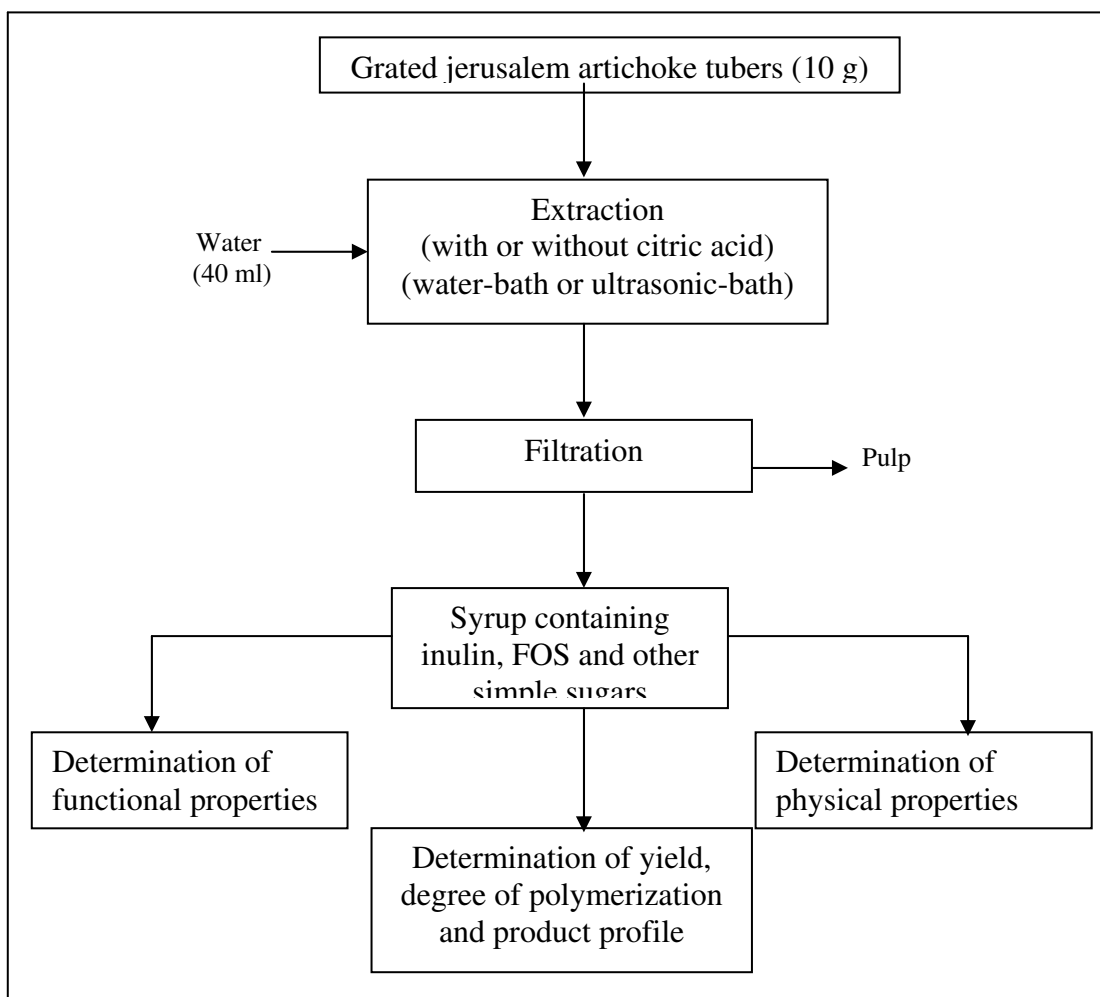 Grated jerusalem artichoke tubers (10 g)
Extraction
(with or without citric acid)
(water-bath or ultrasonic-bath)
Water
(40 ml)
Filtration
Pulp
Syrup containing
inulin, FOS and other
simple sugars
Determination of
functional properties
Determination of
physical properties
Determination of yield,
degree of polymerization
and product profile